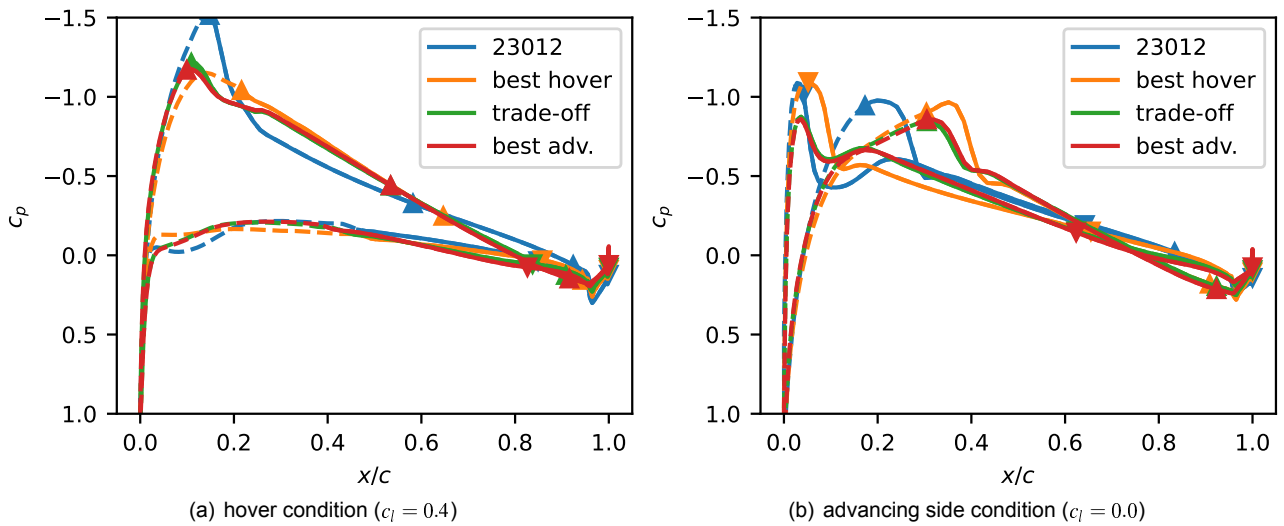 −1.5
−1.0
−0.5
0.0
0.5
1.0
c_p
0.0 0.2 0.4 0.6 0.8 1.0
x/c
23012
best hover
trade-off
best adv.
(a) hover condition (c_l = 0.4)
−1.5
−1.0
−0.5
0.0
0.5
1.0
c_p
0.0 0.2 0.4 0.6 0.8 1.0
x/c
23012
best hover
trade-off
best adv.
(b) advancing side condition (c_l = 0.0)